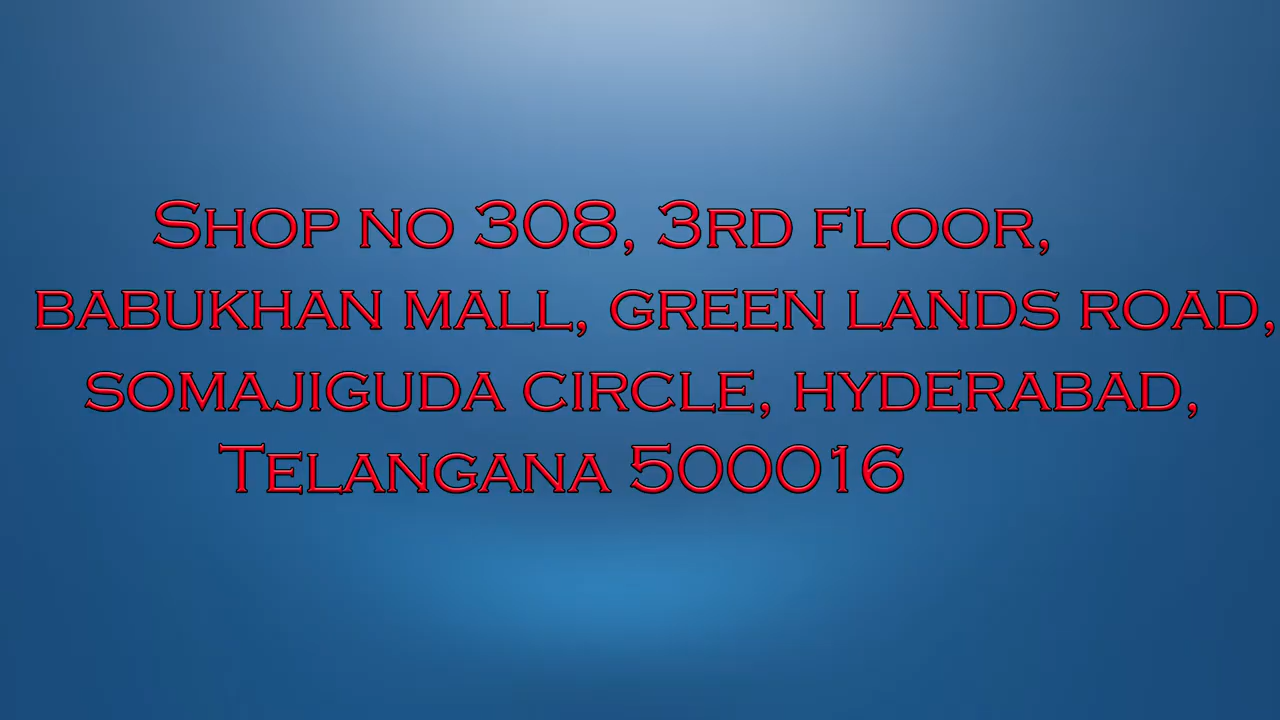 Shop no 308, 3rd floor,
babukhan mall, green lands road,
somajiguda circle, hyderabad,
Telangana 500016